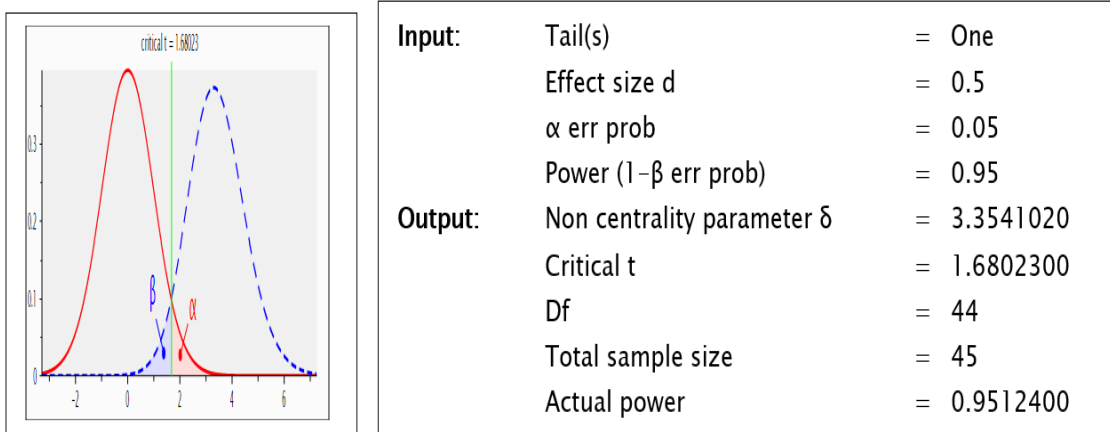 critical t = 1.68023
0.3
0.2
0.1
0
β
α
-2
0
2
4
6
Input: Tail(s) = One
Effect size d = 0.5
α err prob = 0.05
Power (1-β err prob) = 0.95
Output: Non centrality parameter δ = 3.3541020
Critical t = 1.6802300
Df = 44
Total sample size = 45
Actual power = 0.9512400